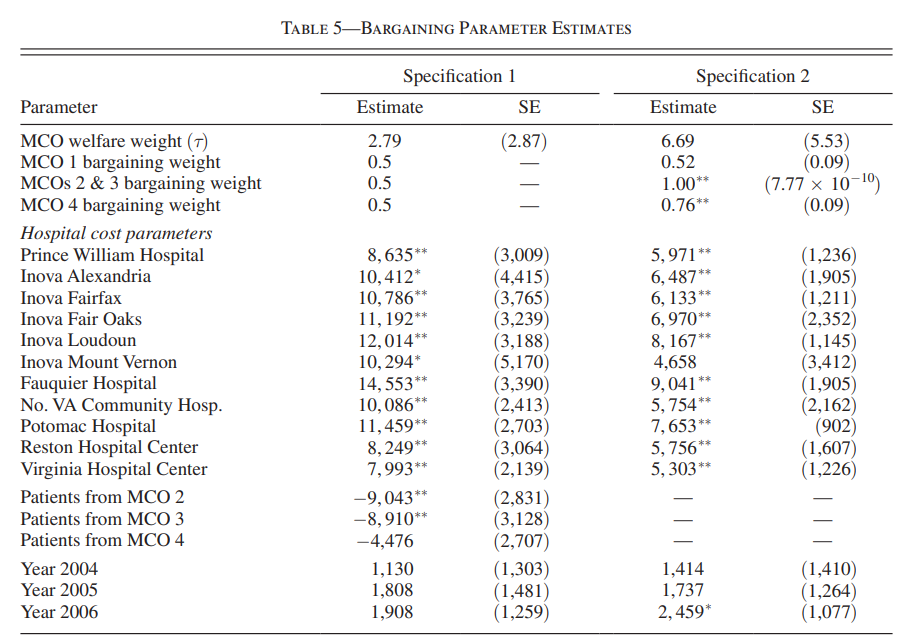 TABLE 5—BARGAINING PARAMETER ESTIMATES
Specification 1 Specification 2
Parameter Estimate SE Estimate SE
MCO welfare weight (τ) 2.79 (2.87) 6.69 (5.53)
MCO 1 bargaining weight 0.5 — 0.52 (0.09)
MCOs 2 & 3 bargaining weight 0.5 — 1.00** (7.77 × 10⁻¹⁰)
MCO 4 bargaining weight 0.5 — 0.76** (0.09)
Hospital cost parameters
Prince William Hospital 8,635** (3,009) 5,971** (1,236)
Inova Alexandria 10,412* (4,415) 6,487** (1,905)
Inova Fairfax 10,786** (3,765) 6,133** (1,211)
Inova Fair Oaks 11,192** (3,239) 6,970** (2,352)
Inova Loudoun 12,014** (3,188) 8,167** (1,145)
Inova Mount Vernon 10,294* (5,170) 4,658 (3,412)
Fauquier Hospital 14,553** (3,390) 9,041** (1,905)
No. VA Community Hosp. 10,086** (2,413) 5,754** (2,162)
Potomac Hospital 11,459** (2,703) 7,653** (902)
Reston Hospital Center 8,249** (3,064) 5,756** (1,607)
Virginia Hospital Center 7,993** (2,139) 5,303** (1,226)
Patients from MCO 2 −9,043** (2,831) — —
Patients from MCO 3 −8,910** (3,128) — —
Patients from MCO 4 −4,476 (2,707) — —
Year 2004 1,130 (1,303) 1,414 (1,410)
Year 2005 1,808 (1,481) 1,737 (1,264)
Year 2006 1,908 (1,259) 2,459* (1,077)